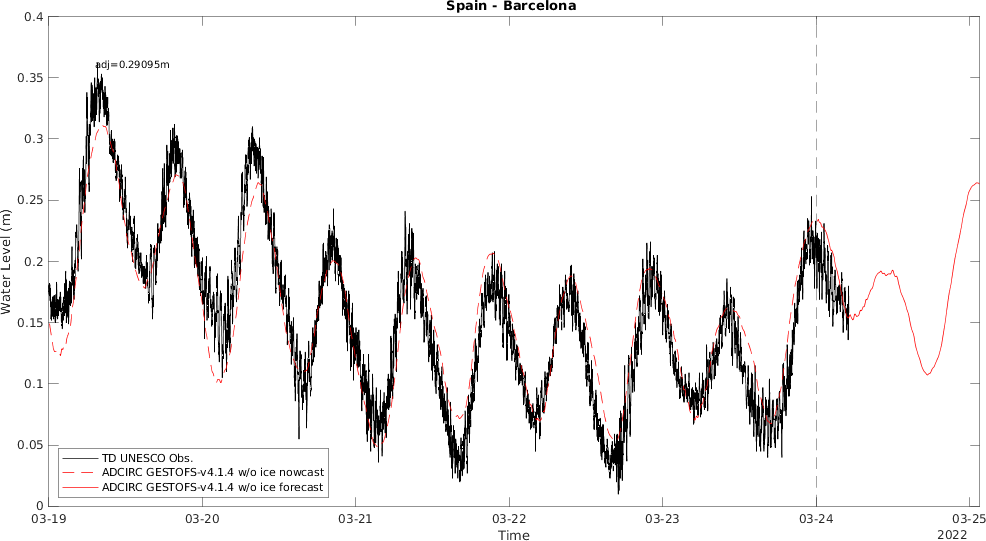 Spain - Barcelona
adj=0.29095m
Water Level (m)
0.4
0.35
0.3
0.25
0.2
0.15
0.1
0.05
0
TD UNESCO Obs.
ADCIRC GESTOFS-v4.1.4 w/o ice nowcast
ADCIRC GESTOFS-v4.1.4 w/o ice forecast
03-19 03-20 03-21 03-22 03-23 03-24 03-25
Time
2022